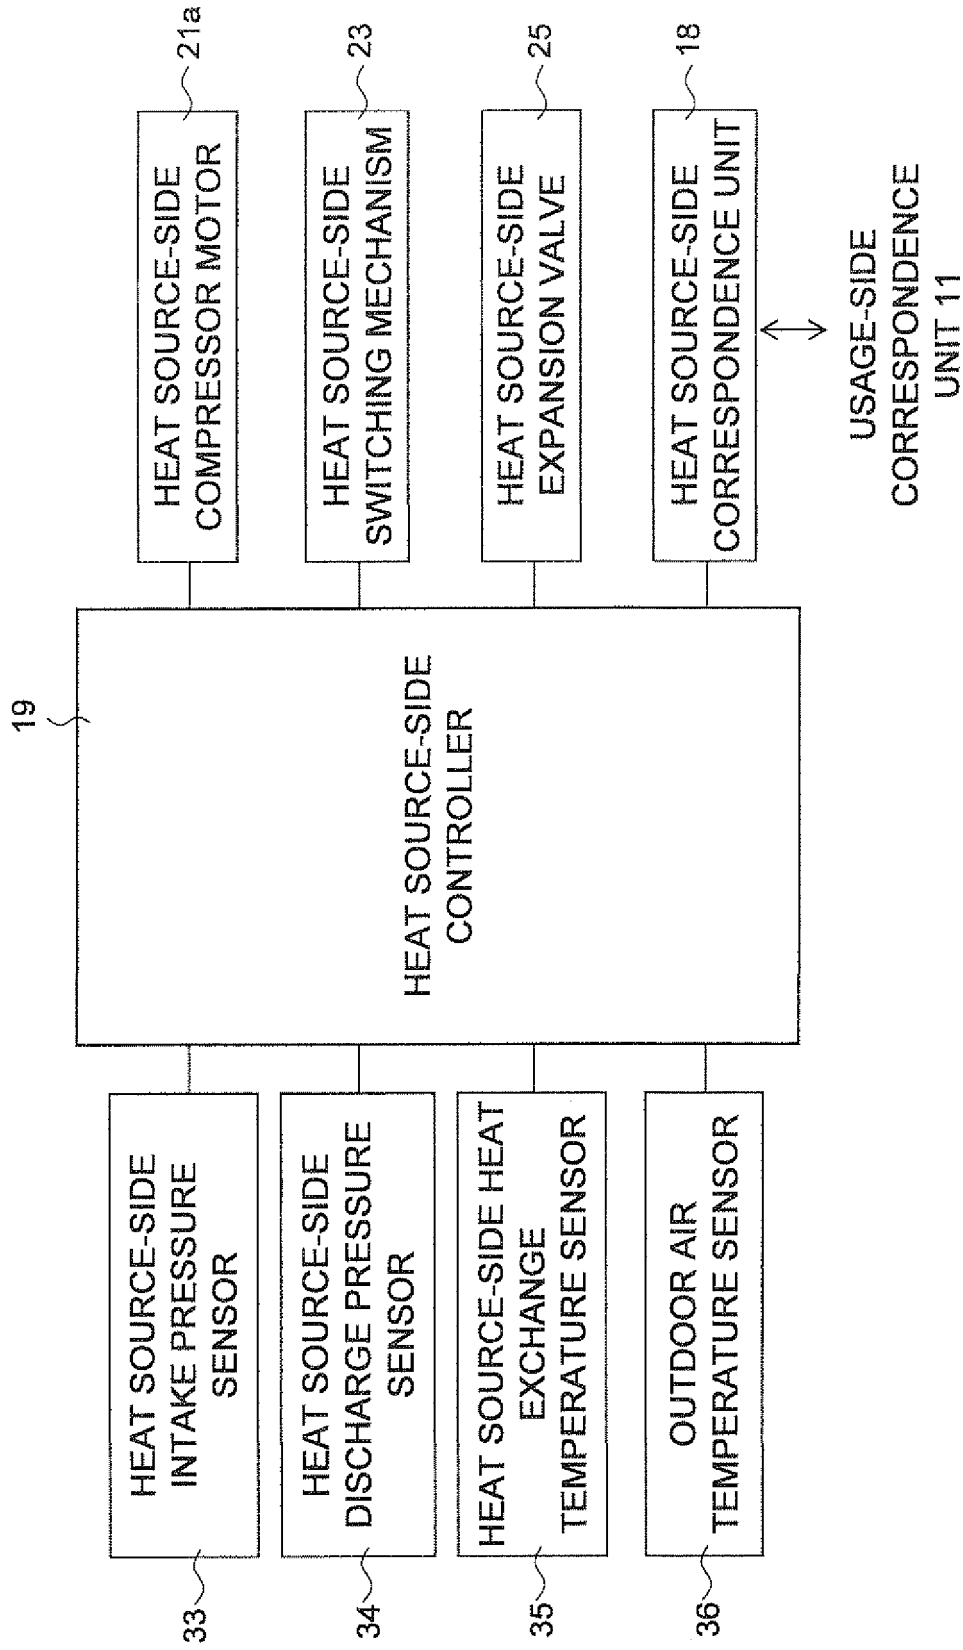 19
33
HEAT SOURCE-SIDE
INTAKE PRESSURE
SENSOR
34
HEAT SOURCE-SIDE
DISCHARGE PRESSURE
SENSOR
35
HEAT SOURCE-SIDE HEAT
EXCHANGE
TEMPERATURE SENSOR
36
OUTDOOR AIR
TEMPERATURE SENSOR
HEAT SOURCE-SIDE
CONTROLLER
HEAT SOURCE-SIDE
COMPRESSOR MOTOR
21a
HEAT SOURCE-SIDE
SWITCHING MECHANISM
23
HEAT SOURCE-SIDE
EXPANSION VALVE
25
HEAT SOURCE-SIDE
CORRESPONDENCE UNIT
18
USAGE-SIDE
CORRESPONDENCE
UNIT 11